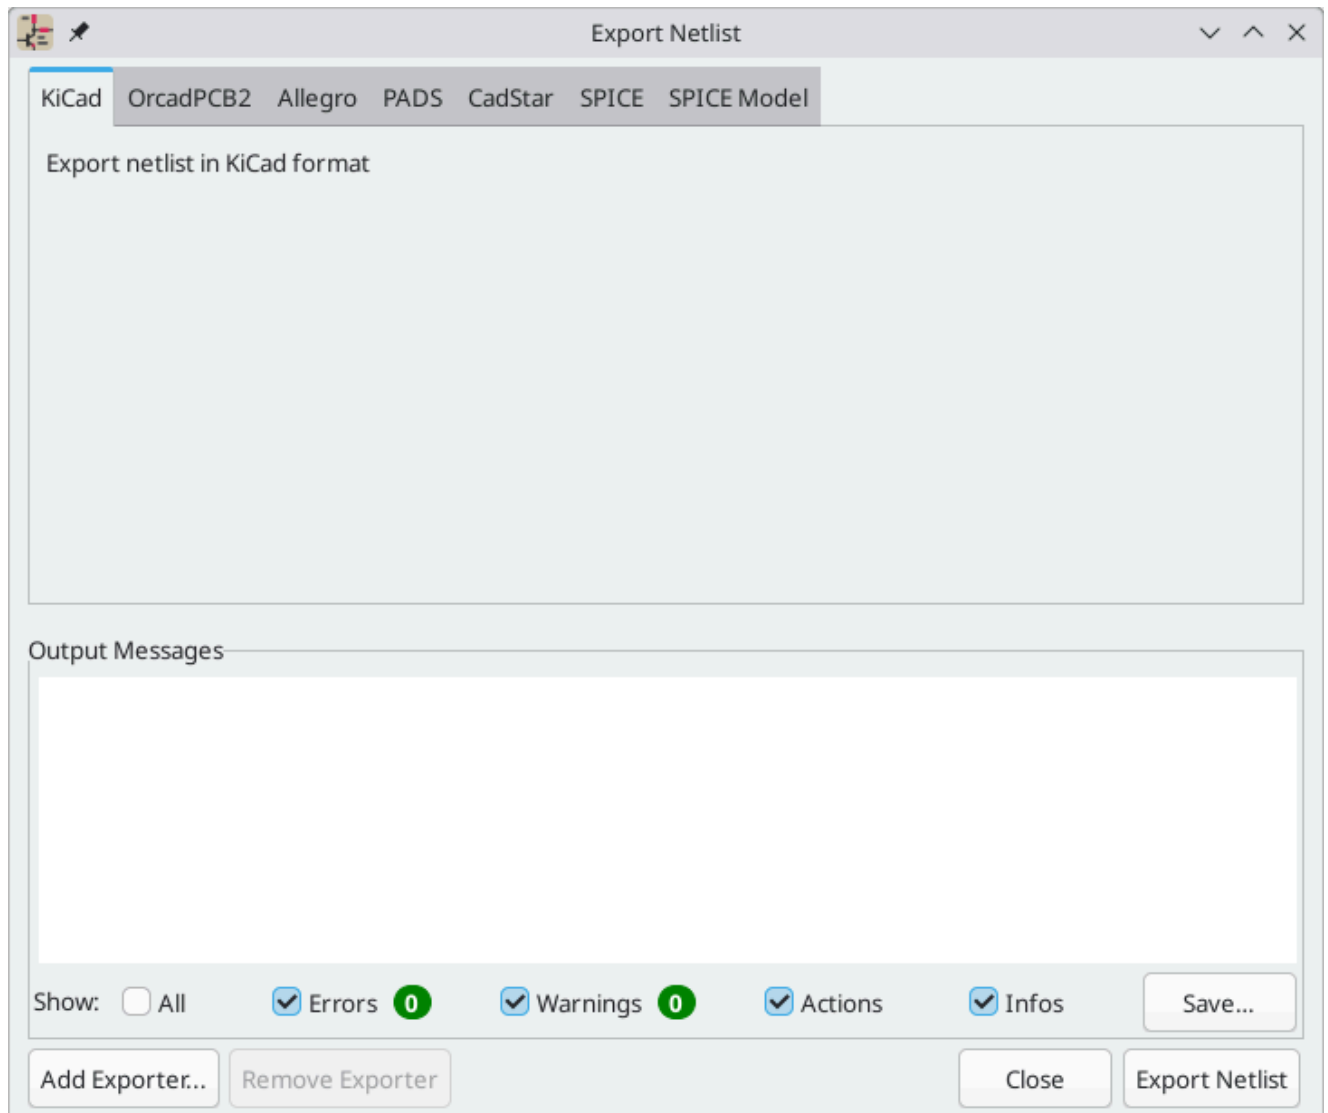 Export Netlist
KiCad OrcadPCB2 Allegro PADS CadStar SPICE SPICE Model
Export netlist in KiCad format
Output Messages
Show: All Errors 0 Warnings 0 Actions Infos Save...
Add Exporter... Remove Exporter Close Export Netlist